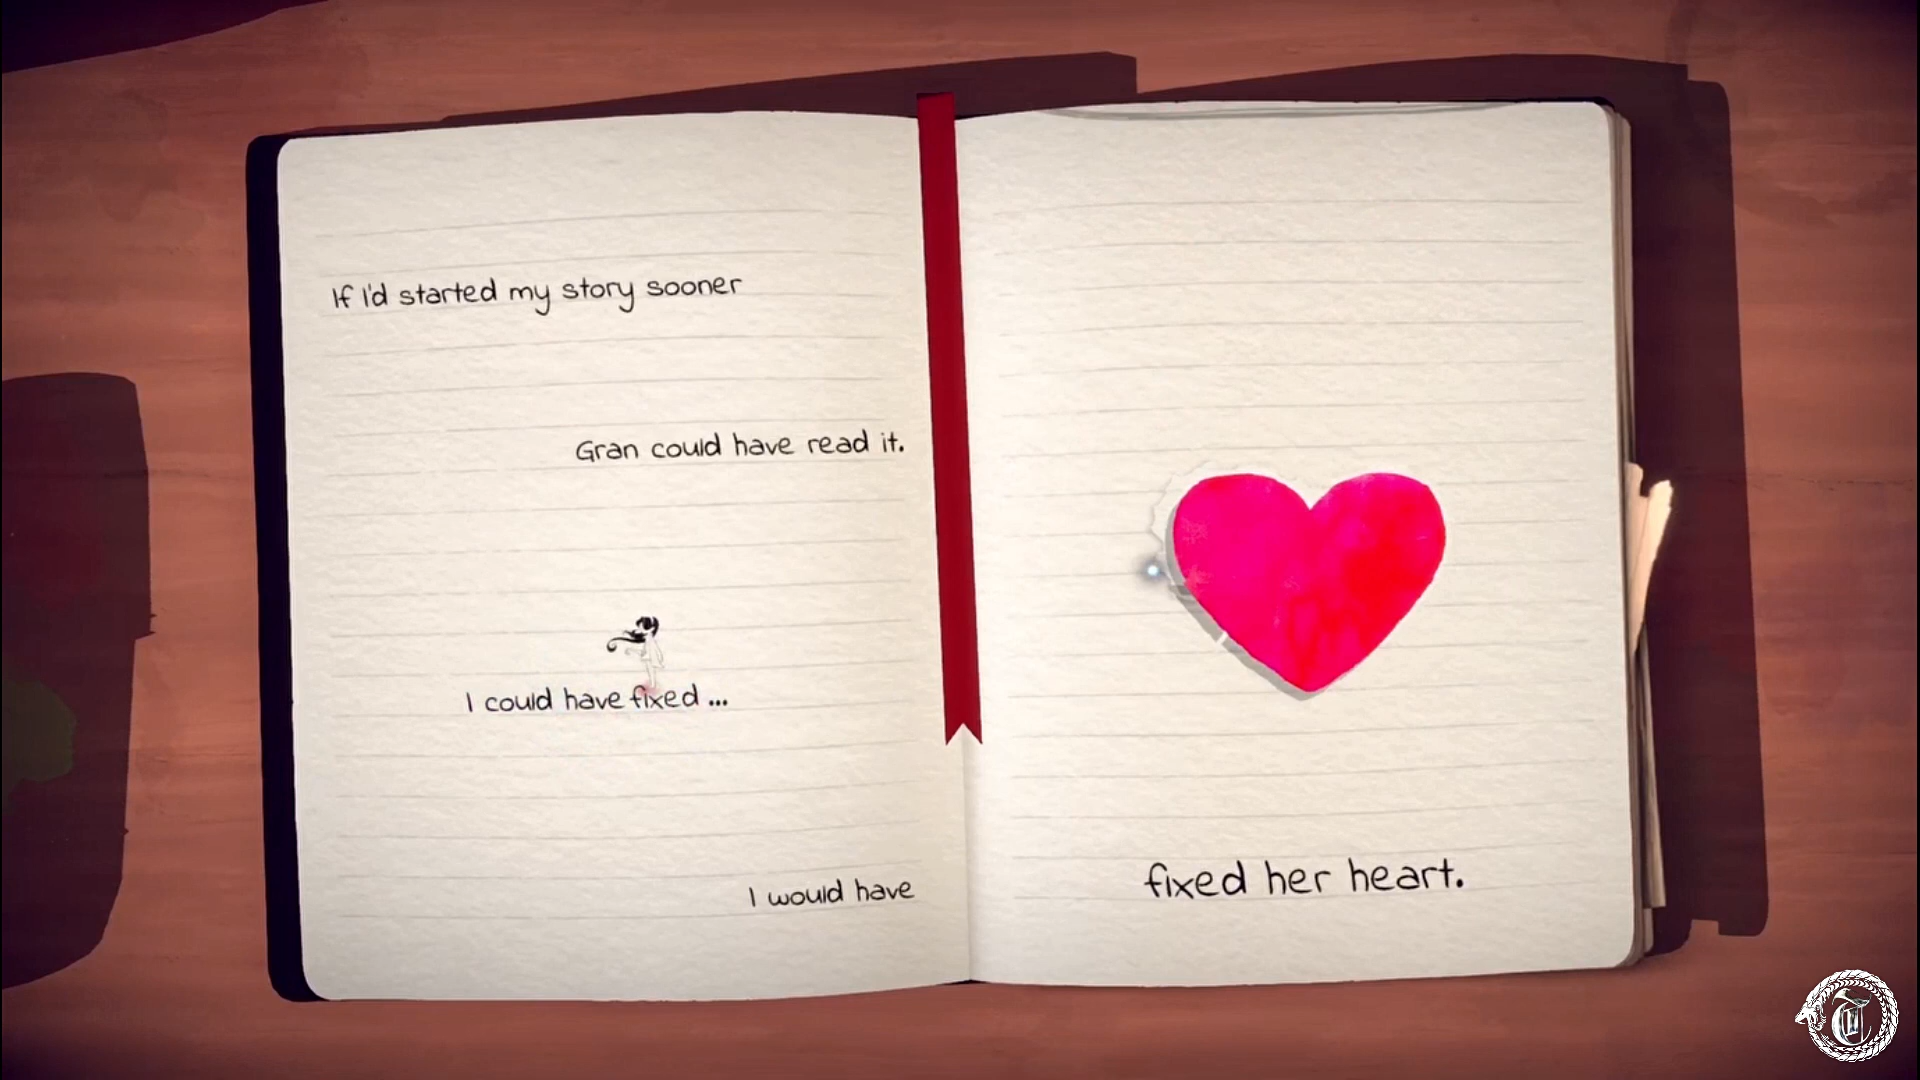 If I'd started my story sooner
Gran could have read it.
I could have fixed ...
I would have
fixed her heart.